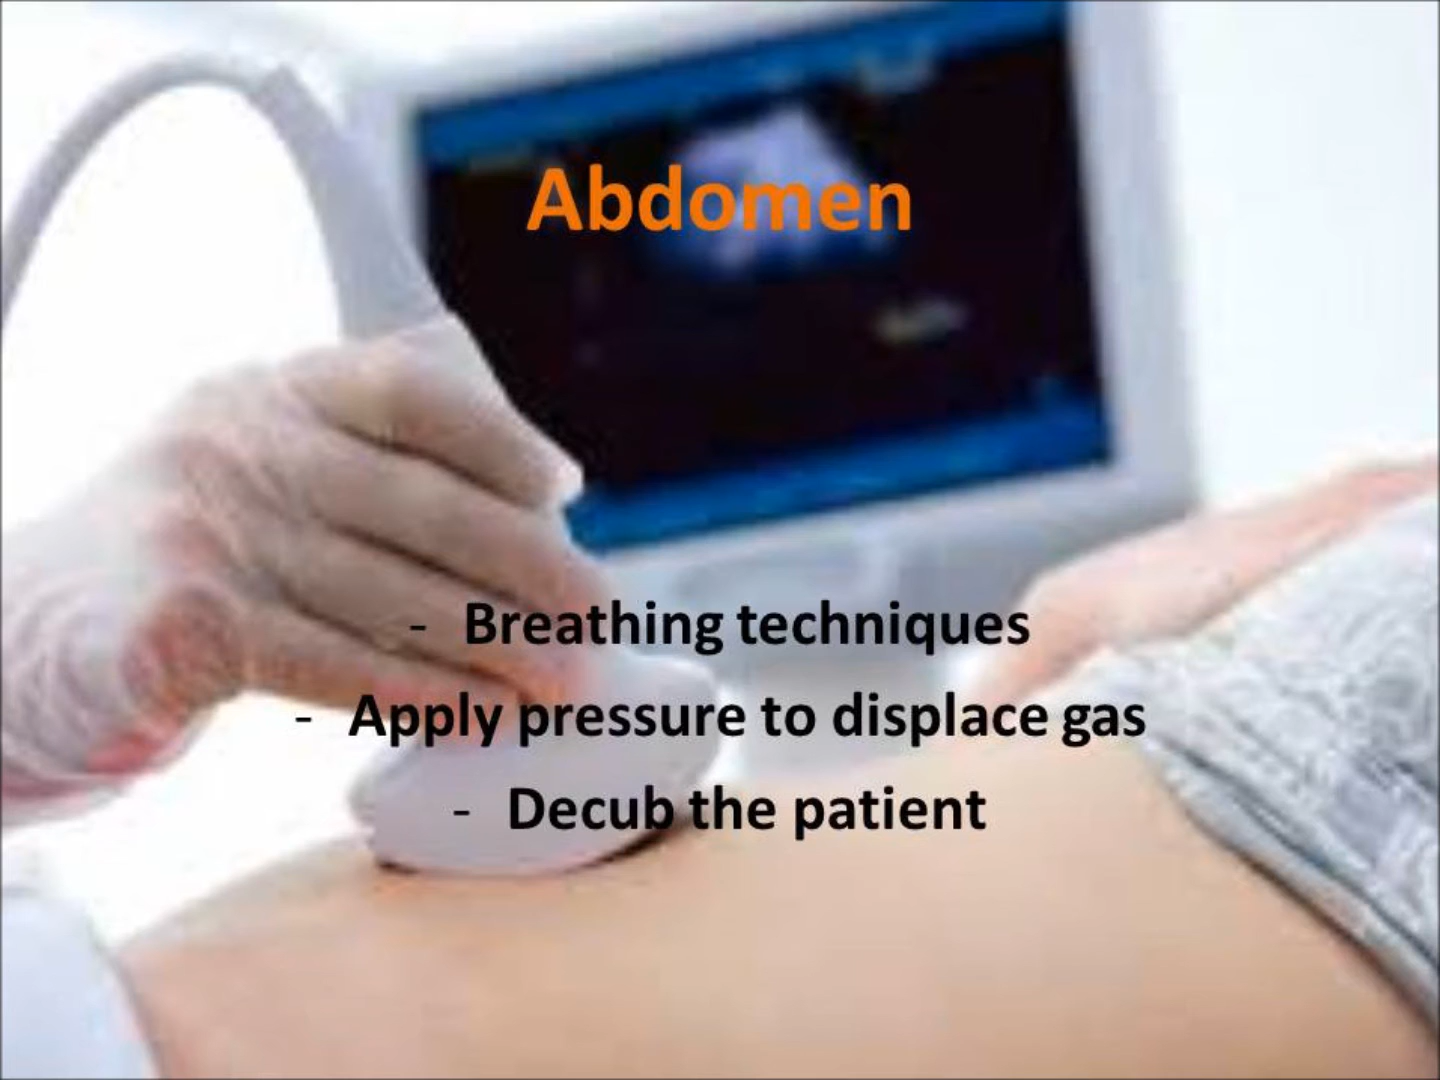 Abdomen
- Breathing techniques
- Apply pressure to displace gas
- Decub the patient